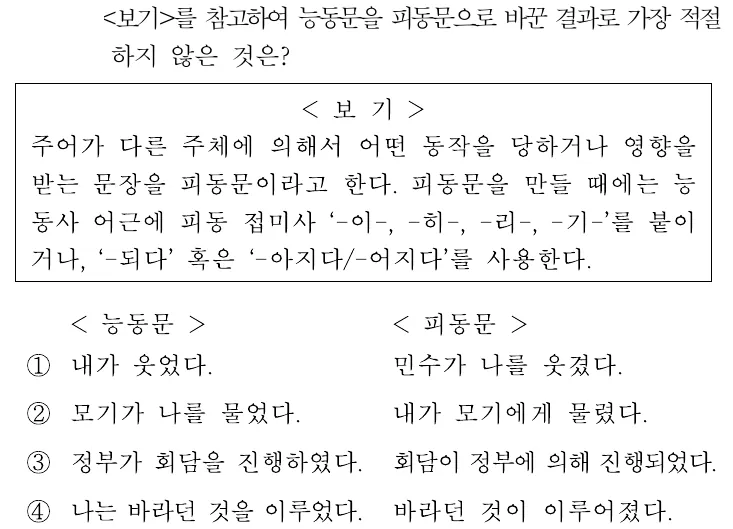 <보기>를 참고하여 능동문을 피동문으로 바꾼 결과로 가장 적절
하지 않은 것은?
< 보 기 >
주어가 다른 주체에 의해서 어떤 동작을 당하거나 영향을
받는 문장을 피동문이라고 한다. 피동문을 만들 때에는 능
동사 어근에 피동 접미사 ‘-이-, -히-, -리-, -기-’를 붙이
거나, ‘-되다’ 혹은 ‘-아지다/-어지다’를 사용한다.
< 능동문 > < 피동문 >
① 내가 웃었다. 민수가 나를 웃겼다.
② 모기가 나를 물었다. 내가 모기에게 물렸다.
③ 정부가 회담을 진행하였다. 회담이 정부에 의해 진행되었다.
④ 나는 바라던 것을 이루었다. 바라던 것이 이루어졌다.